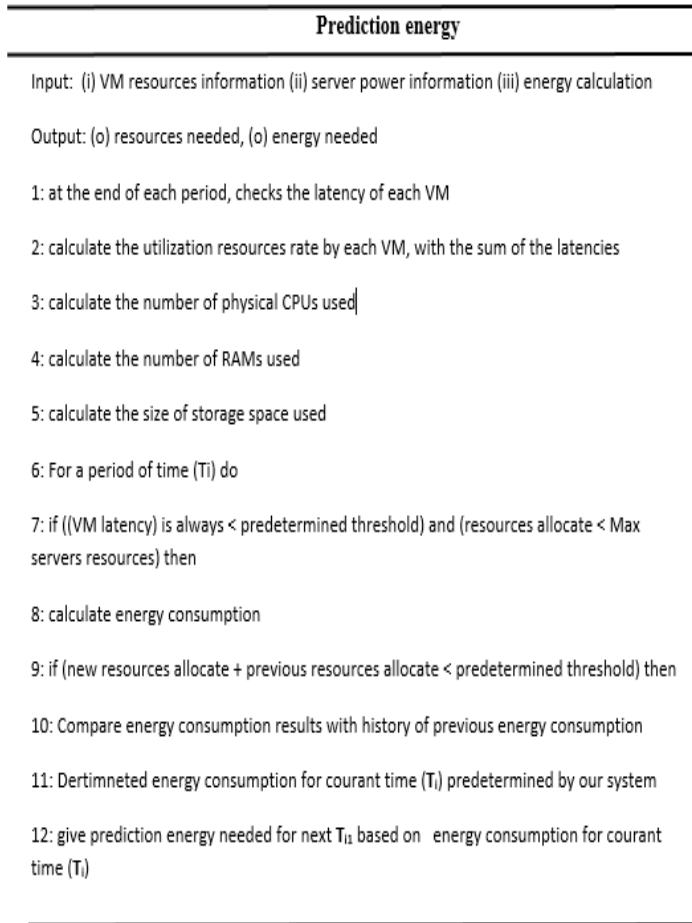 Prediction energy
Input: (i) VM resources information (ii) server power information (iii) energy calculation
Output: (o) resources needed, (o) energy needed
1: at the end of each period, checks the latency of each VM
2: calculate the utilization resources rate by each VM, with the sum of the latencies
3: calculate the number of physical CPUs used
4: calculate the number of RAMs used
5: calculate the size of storage space used
6: For a period of time (Ti) do
7: if ((VM latency) is always < predetermined threshold) and (resources allocate < Max
servers resources) then
8: calculate energy consumption
9: if (new resources allocate + previous resources allocate < predetermined threshold) then
10: Compare energy consumption results with history of previous energy consumption
11: Dertimneted energy consumption for courant time (Tᵢ) predetermined by our system
12: give prediction energy needed for next Tᵢ₁ based on energy consumption for courant
time (Tᵢ)